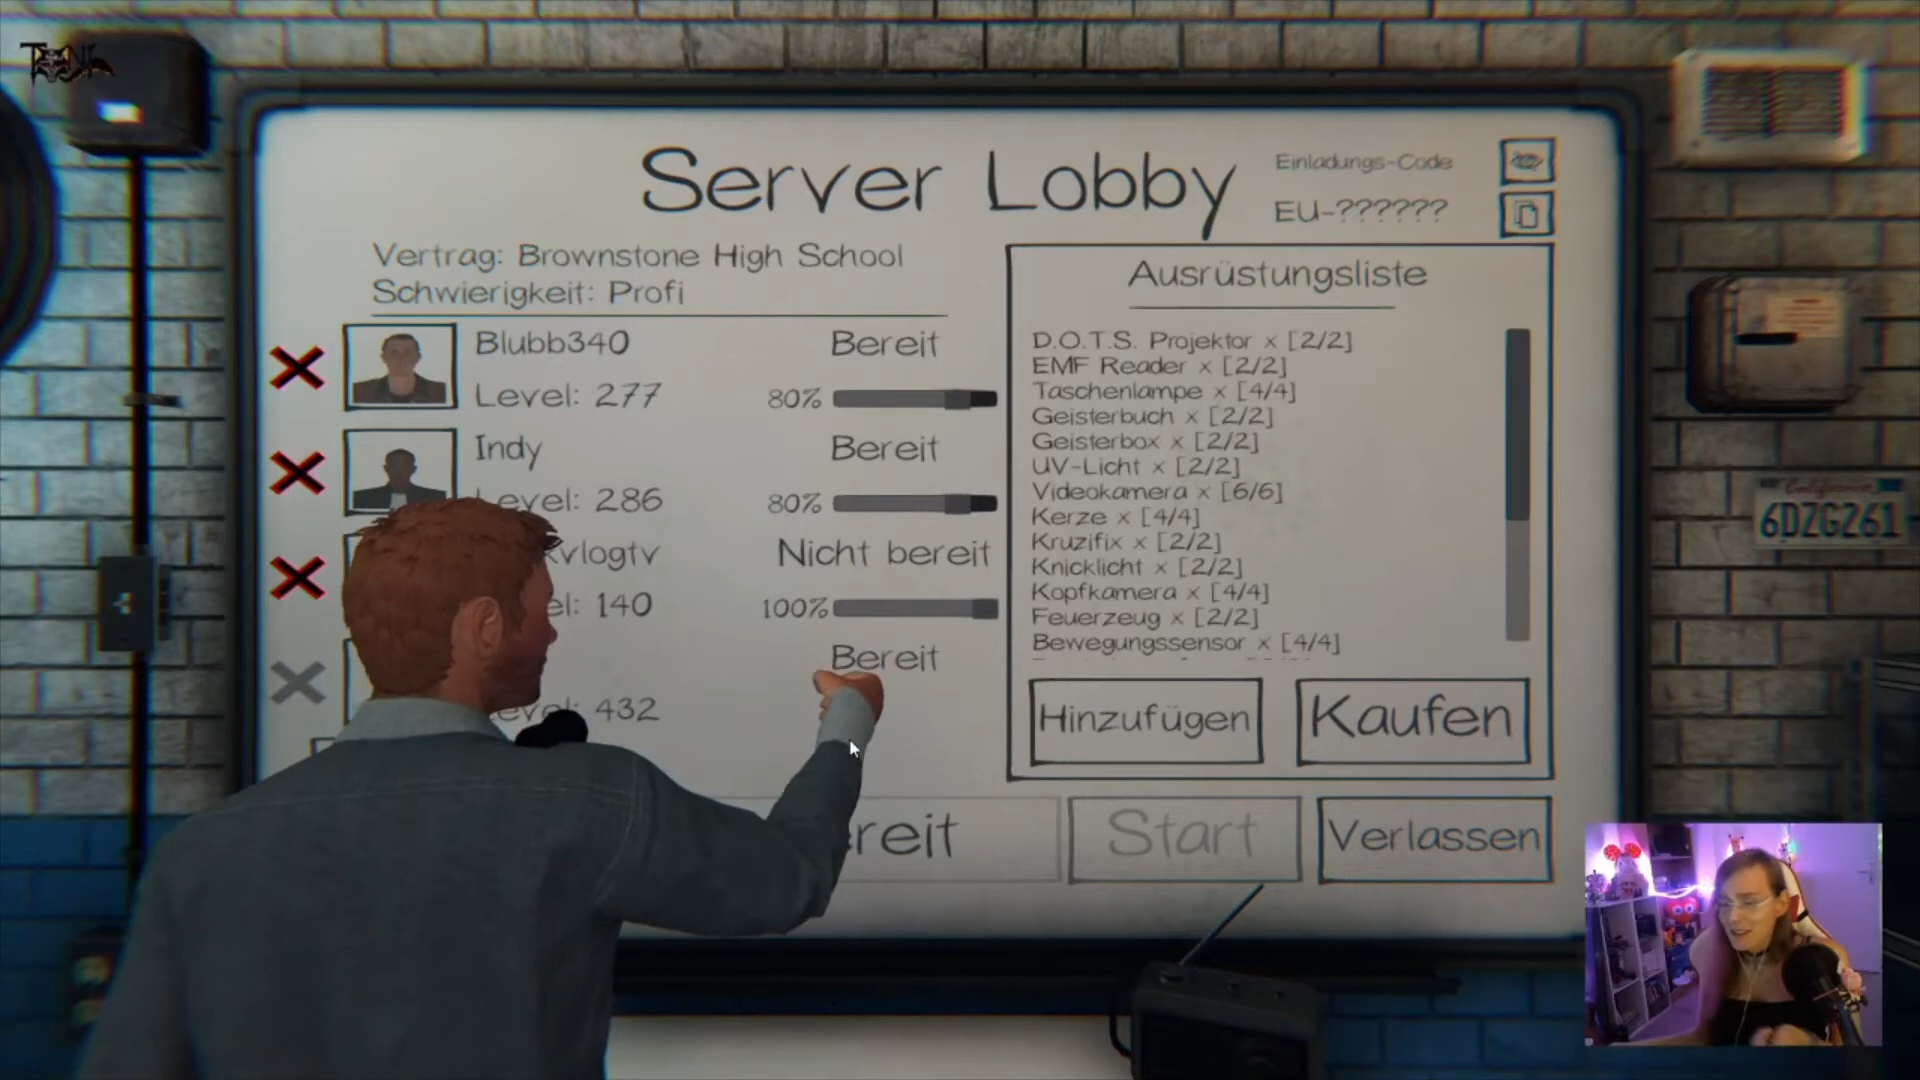 Server Lobby
Einladungs-Code
EU-??????
Vertrag: Brownstone High School
Schwierigkeit: Profi
Blubb340
Bereit
Level: 277
80%
Indy
Bereit
Level: 286
80%
Nicht bereit
140
100%
Bereit
Level: 432
Ausrüstungsliste
D.O.T.S. Projektor x [2/2]
EMF Reader x [2/2]
Taschenlampe x [4/4]
Geisterbuch x [2/2]
Geisterbox x [2/2]
UV-Licht x [2/2]
Videokamera x [6/6]
Kerze x [4/4]
Kruzifix x [2/2]
Knicklicht x [2/2]
Kopfkamera x [4/4]
Feuerzeug x [2/2]
Bewegungssensor x [4/4]
Hinzufügen
Kaufen
Start
Verlassen
California
6DZG261